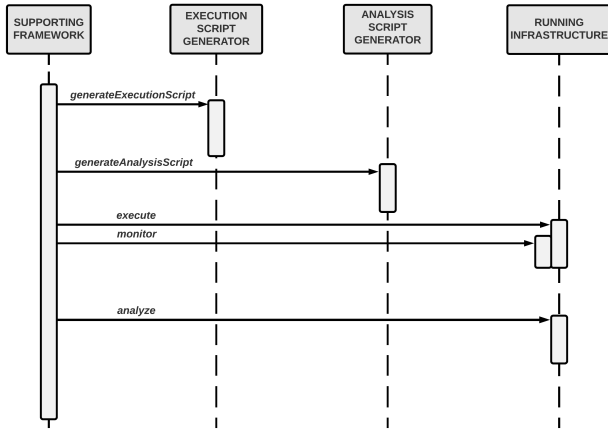 SUPPORTING
FRAMEWORK
EXECUTION
SCRIPT
GENERATOR
ANALYSIS
SCRIPT
GENERATOR
RUNNING
INFRASTRUCTURE
generateExecutionScript
generateAnalysisScript
execute
monitor
analyze